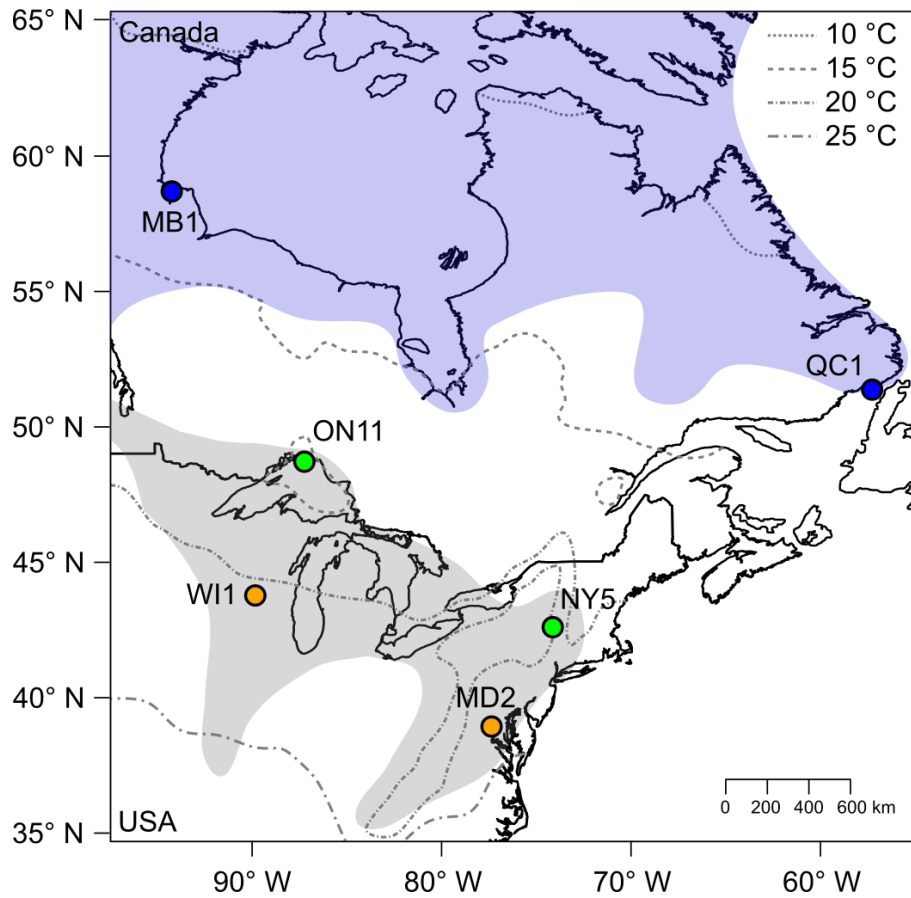 65° N
Canada
10 °C
15 °C
20 °C
25 °C
60° N
MB1
55° N
QC1
50° N
ON11
45° N
WI1
NY5
40° N
MD2
35° N
USA
0 200 400 600 km
90° W 80° W 70° W 60° W